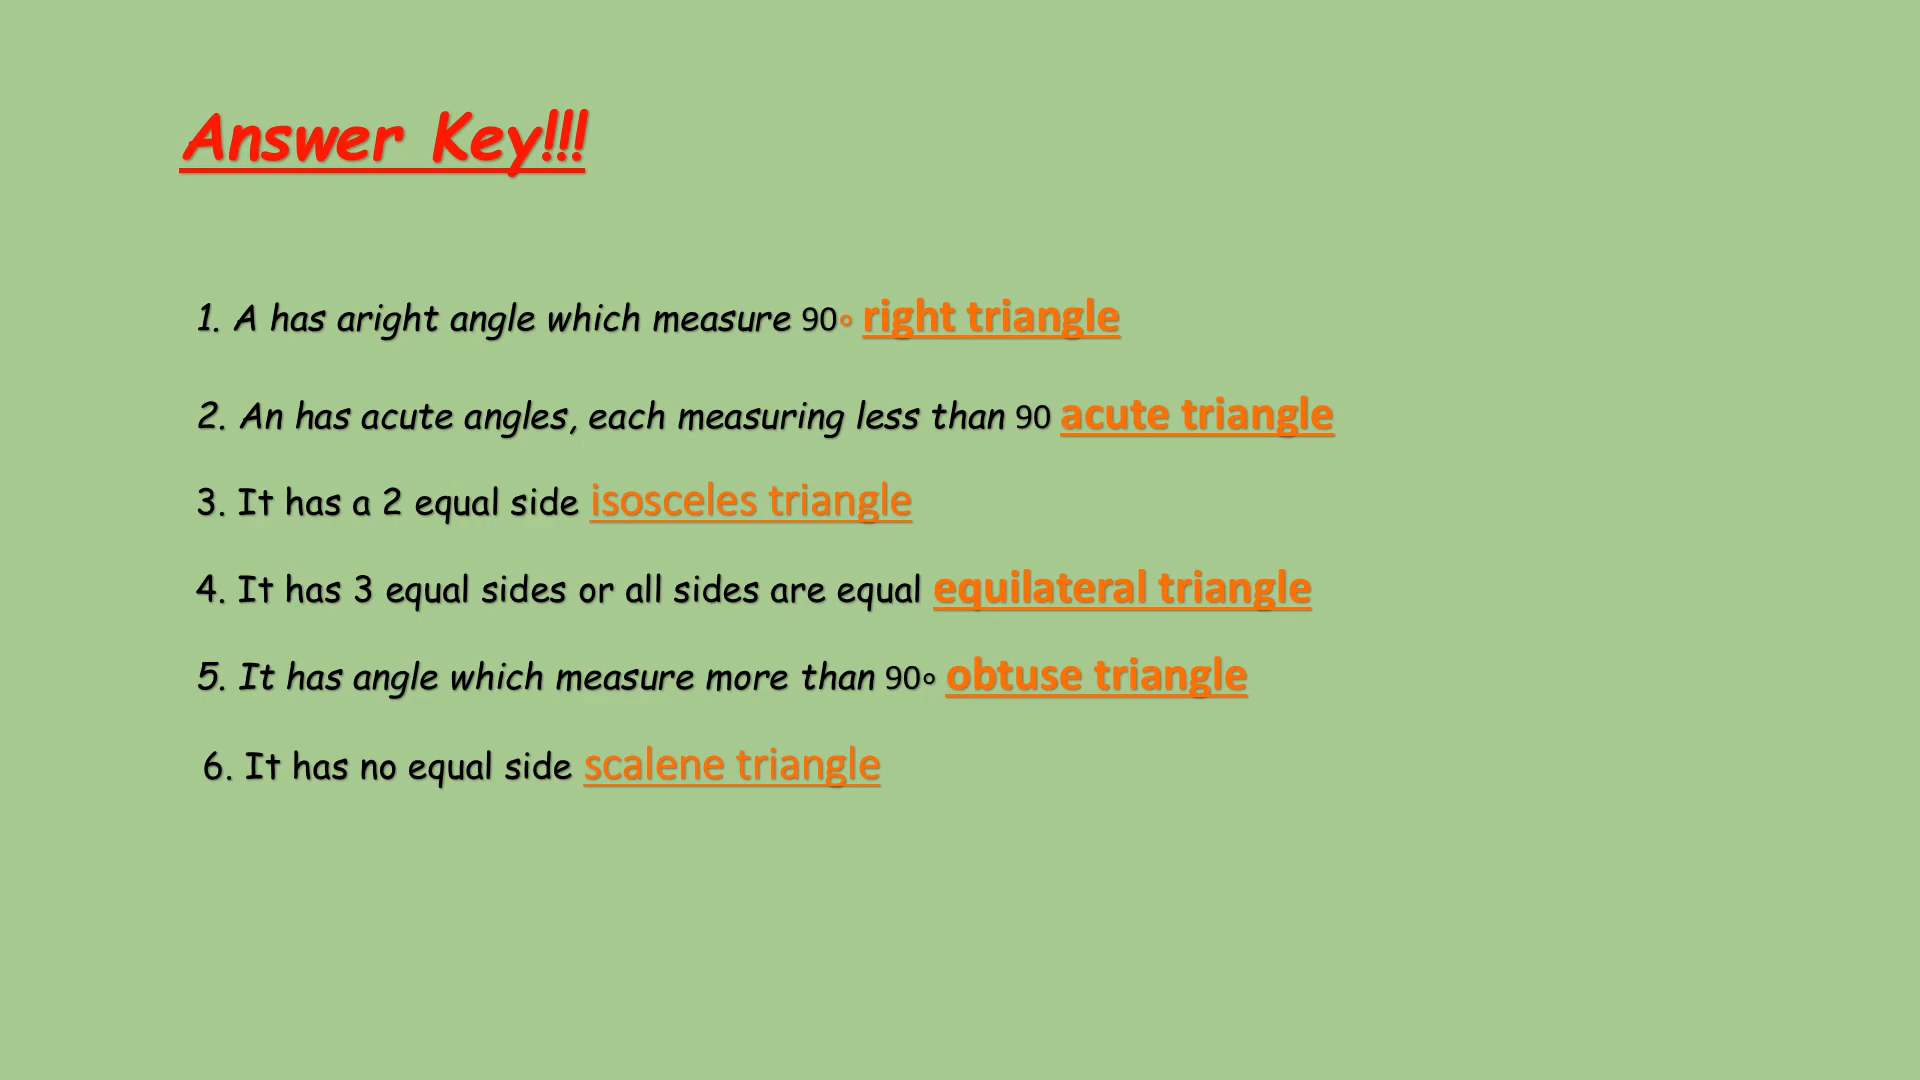 Answer Key!!!
1. A has aright angle which measure 90∘ right triangle
2. An has acute angles, each measuring less than 90 acute triangle
3. It has a 2 equal side isosceles triangle
4. It has 3 equal sides or all sides are equal equilateral triangle
5. It has angle which measure more than 90∘ obtuse triangle
6. It has no equal side scalene triangle